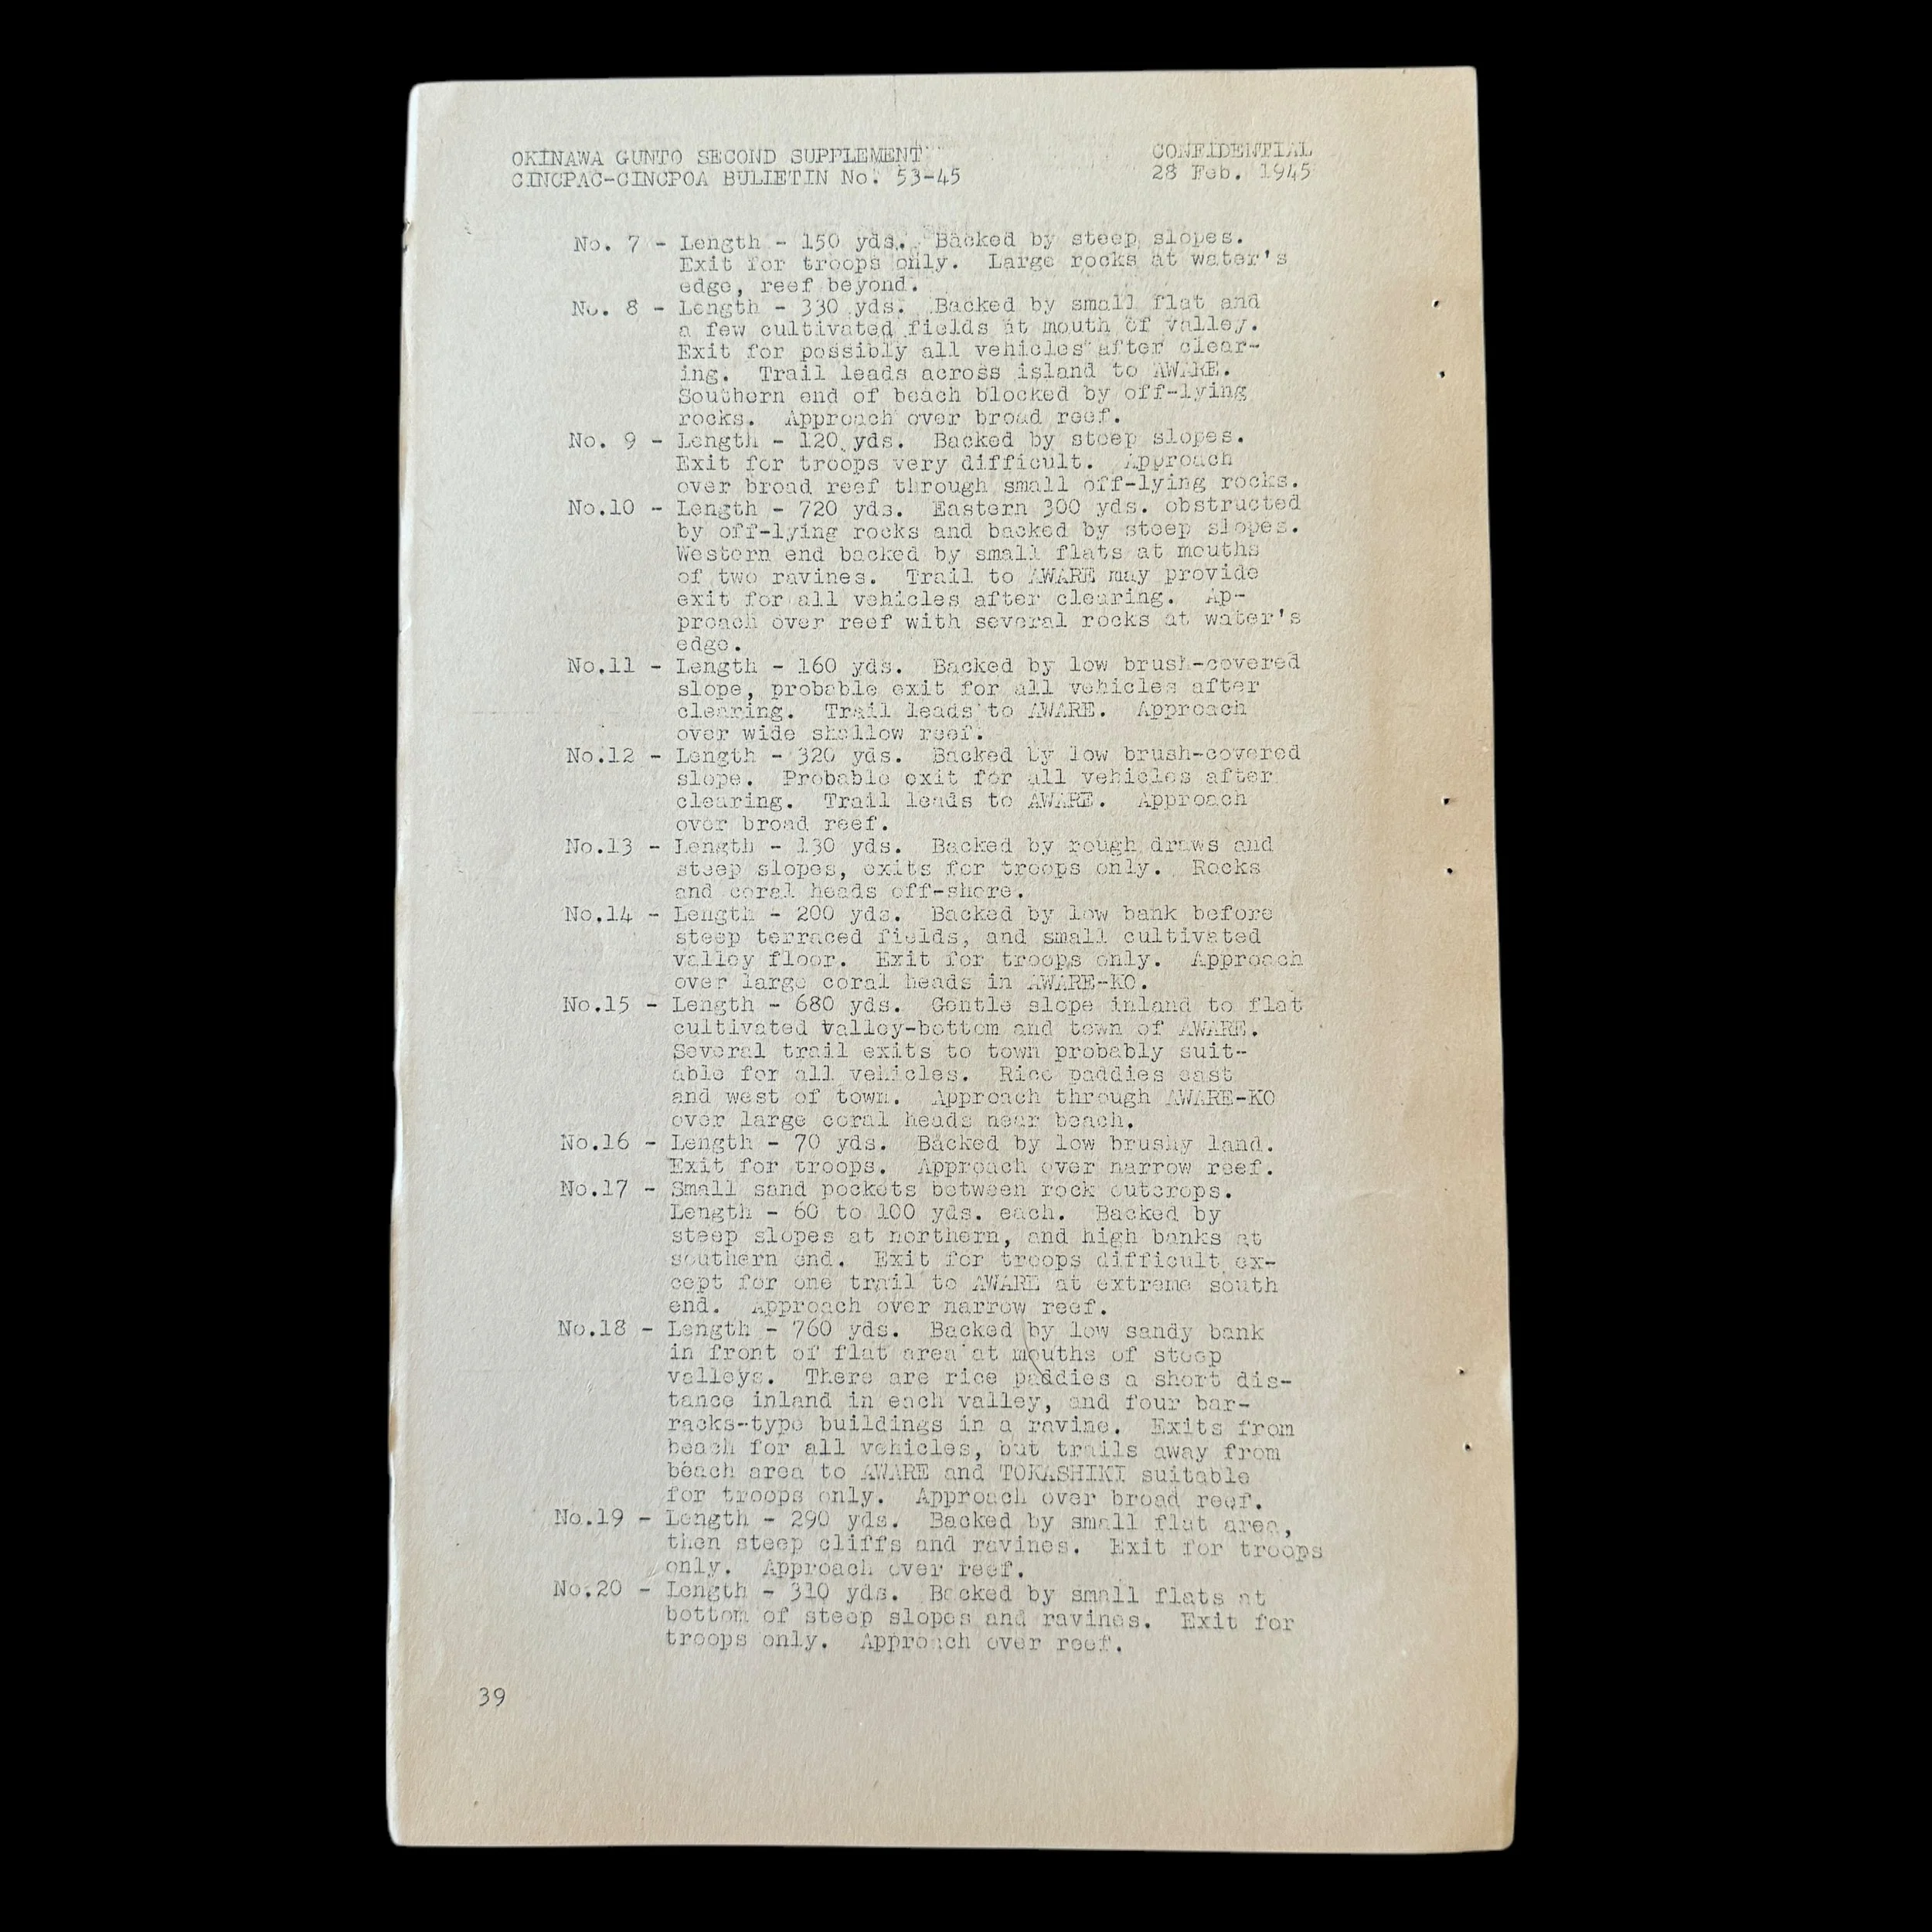 OKINAWA GUNTO SECOND SUPPLEMENT
CONFIDENTIAL
CINCPAC-CINCPOA BULLETIN No. 53-45
28 Feb. 1945
No. 7 - Length - 150 yds. Backed by steep slopes.
Exit for troops only. Large rocks at water's
edge, reef beyond.
No. 8 - Length - 330 yds. Backed by small flat and
a few cultivated fields at mouth of valley.
Exit for possibly all vehicles after clear-
ing. Trail leads across island to AWARE.
Southern end of beach blocked by off-lying
rocks. Approach over broad reef.
No. 9 - Length - 120 yds. Backed by steep slopes.
Exit for troops very difficult. Approach
over broad reef through small off-lying rocks.
No.10 - Length - 720 yds. Eastern 300 yds. obstructed
by off-lying rocks and backed by steep slopes.
Western end backed by small flats at mouths
of two ravines. Trail to AWARE may provide
exit for all vehicles after clearing. Ap-
proach over reef with several rocks at water's
edge.
No.11 - Length - 160 yds. Backed by low brush-covered
slope, probable exit for all vehicles after
clearing. Trail leads to AWARE. Approach
over wide shallow reef.
No.12 - Length - 320 yds. Backed by low brush-covered
slope. Probable exit for all vehicles after
clearing. Trail leads to AWARE. Approach
over broad reef.
No.13 - Length - 130 yds. Backed by rough draws and
steep slopes, exits for troops only. Rocks
and coral heads off-shore.
No.14 - Length - 200 yds. Backed by low bank before
steep terraced fields, and small cultivated
valley floor. Exit for troops only. Approach
over large coral heads in AWARE-KO.
No.15 - Length - 680 yds. Gentle slope inland to flat
cultivated valley-bottom and town of AWARE.
Several trail exits to town probably suit-
able for all vehicles. Rice paddies east
and west of town. Approach through AWARE-KO
over large coral heads near beach.
No.16 - Length - 70 yds. Backed by low brushy land.
Exit for troops. Approach over narrow reef.
No.17 - Small sand pockets between rock outcrops.
Length - 60 to 100 yds. each. Backed by
steep slopes at northern, and high banks at
southern end. Exit for troops difficult ex-
cept for one trail to AWARE at extreme south
end. Approach over narrow reef.
No.18 - Length - 760 yds. Backed by low sandy bank
in front of flat area at mouths of steep
valleys. There are rice paddies a short dis-
tance inland in each valley, and four bar-
racks-type buildings in a ravine. Exits from
beach for all vehicles, but trails away from
beach area to AWARE and TOKASHIKI suitable
for troops only. Approach over broad reef.
No.19 - Length - 290 yds. Backed by small flat area,
then steep cliffs and ravines. Exit for troops
only. Approach over reef.
No.20 - Length - 310 yds. Backed by small flats at
bottom of steep slopes and ravines. Exit for
troops only. Approach over reef.
39